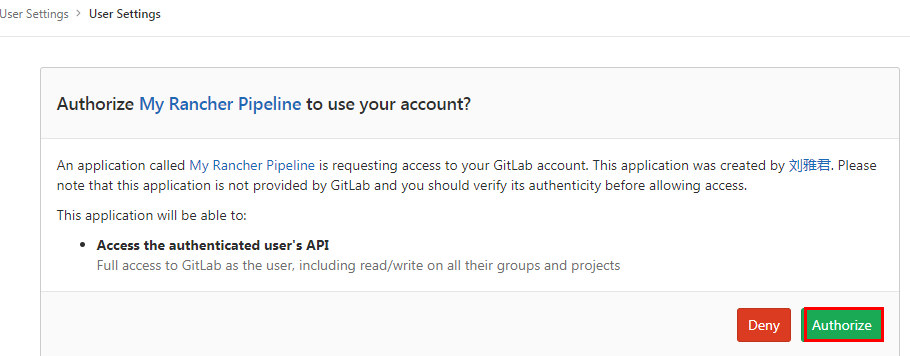 User Settings > User Settings
Authorize My Rancher Pipeline to use your account?
An application called My Rancher Pipeline is requesting access to your GitLab account. This application was created by 刘雅君. Please
note that this application is not provided by GitLab and you should verify its authenticity before allowing access.
This application will be able to:
• Access the authenticated user's API
Full access to GitLab as the user, including read/write on all their groups and projects
Deny Authorize